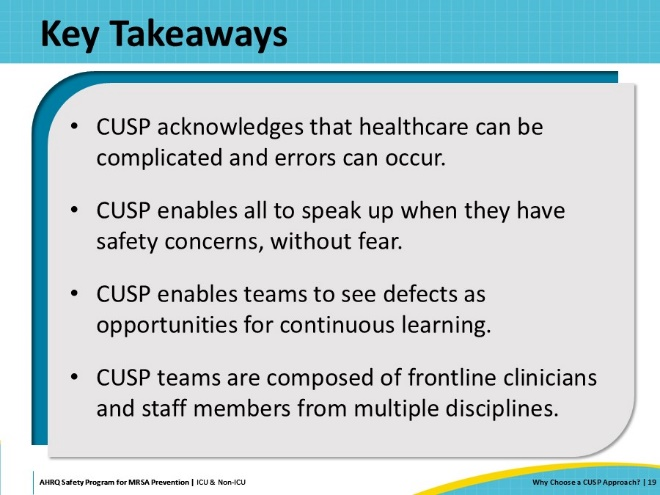 Key Takeaways
• CUSP acknowledges that healthcare can be
complicated and errors can occur.
• CUSP enables all to speak up when they have
safety concerns, without fear.
• CUSP enables teams to see defects as
opportunities for continuous learning.
• CUSP teams are composed of frontline clinicians
and staff members from multiple disciplines.
AHRQ Safety Program for MRSA Prevention | ICU & Non-ICU
Why Choose a CUSP Approach? | 19